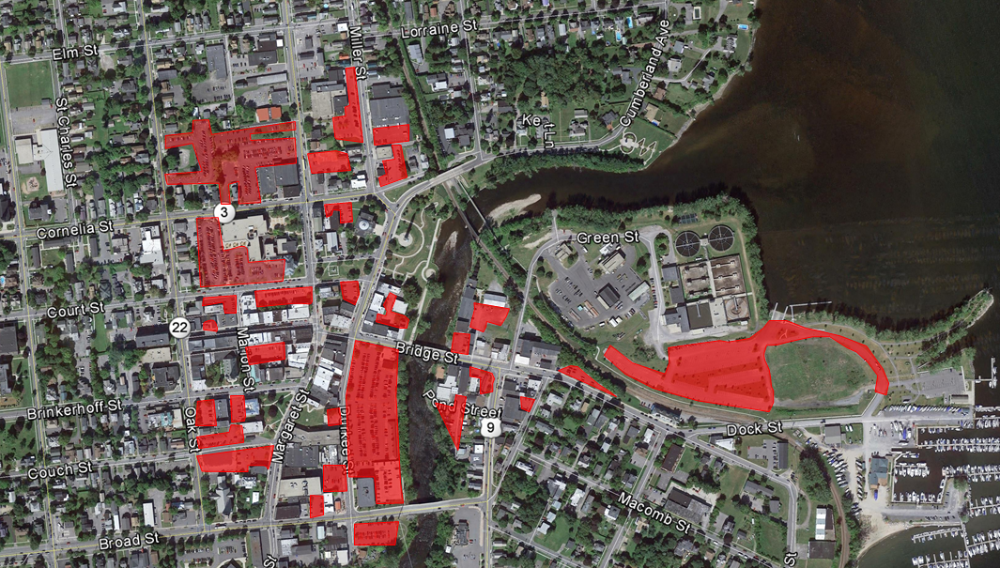 Elm St
Miller St
Lorraine St
Cumberland Ave
St Charles St
Ket Ln
3
Cornelia St
Green St
Court St
22
Marion St
Margaret St
Bridge St
Brinkerhoff St
Oak St
Durkee St
Pond Street
9
Dock St
Couch St
Macomb St
Broad St
St
St